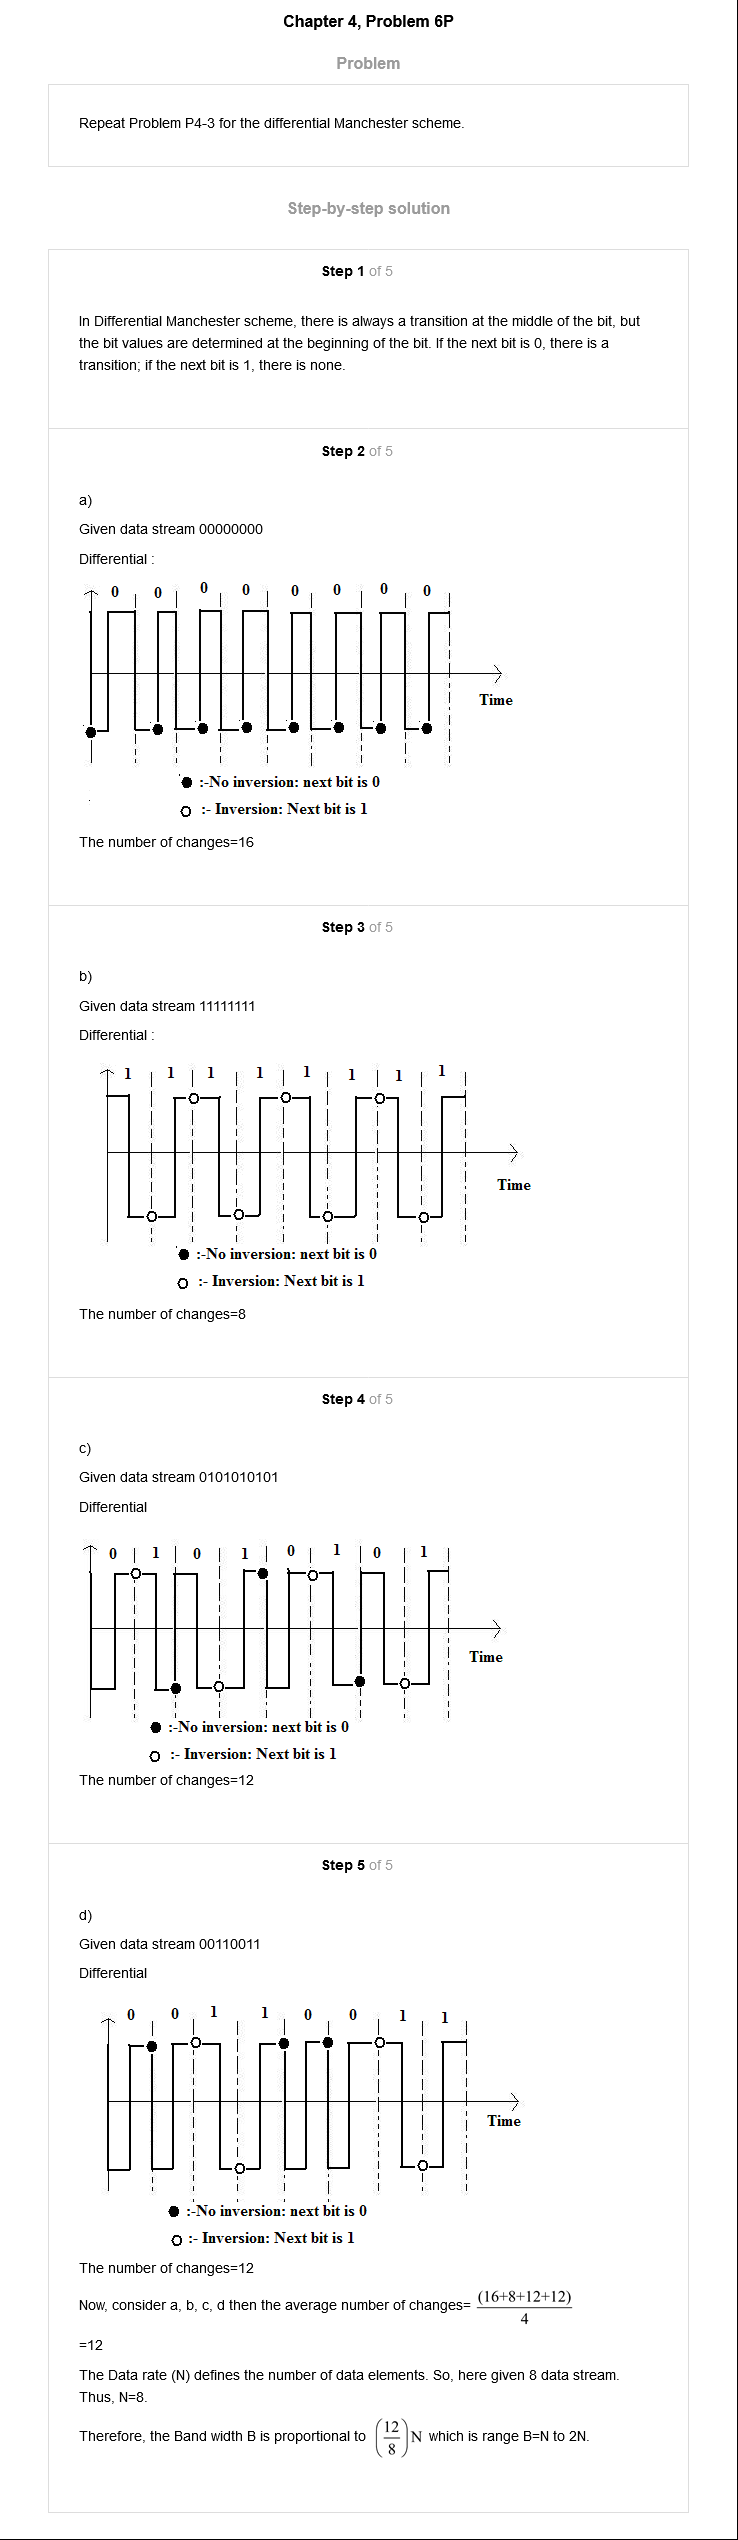 Chapter 4, Problem 6P
Problem
Repeat Problem P4-3 for the differential Manchester scheme.
Step-by-step solution
Step 1 of 5
In Differential Manchester scheme, there is always a transition at the middle of the bit, but
the bit values are determined at the beginning of the bit. If the next bit is 0, there is a
transition; if the next bit is 1, there is none.
Step 2 of 5
a)
Given data stream 00000000
Differential :
0 0 0 0 0 0 0 0
Time
:-No inversion: next bit is 0
:- Inversion: Next bit is 1
The number of changes=16
Step 3 of 5
b)
Given data stream 11111111
Differential :
1 1 1 1 1 1 1 1
Time
:-No inversion: next bit is 0
:- Inversion: Next bit is 1
The number of changes=8
Step 4 of 5
c)
Given data stream 0101010101
Differential
0 1 0 1 0 1 0 1
Time
:-No inversion: next bit is 0
:- Inversion: Next bit is 1
The number of changes=12
Step 5 of 5
d)
Given data stream 00110011
Differential
0 0 1 1 0 0 1 1
Time
:-No inversion: next bit is 0
:- Inversion: Next bit is 1
The number of changes=12
Now, consider a, b, c, d then the average number of changes= (16+8+12+12)
4
=12
The Data rate (N) defines the number of data elements. So, here given 8 data stream.
Thus, N=8.
Therefore, the Band width B is proportional to (12/8)N which is range B=N to 2N.